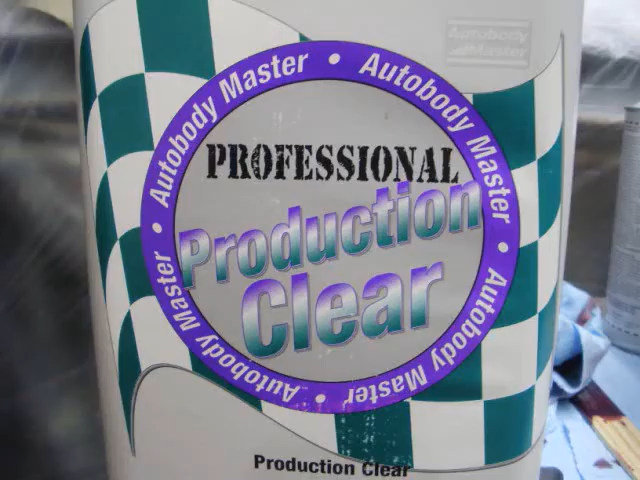 Autobody
Master
Autobody Master • Autobody Master • Autobody Master • Autobody Master •
PROFESSIONAL
Production
Clear
Production Clear